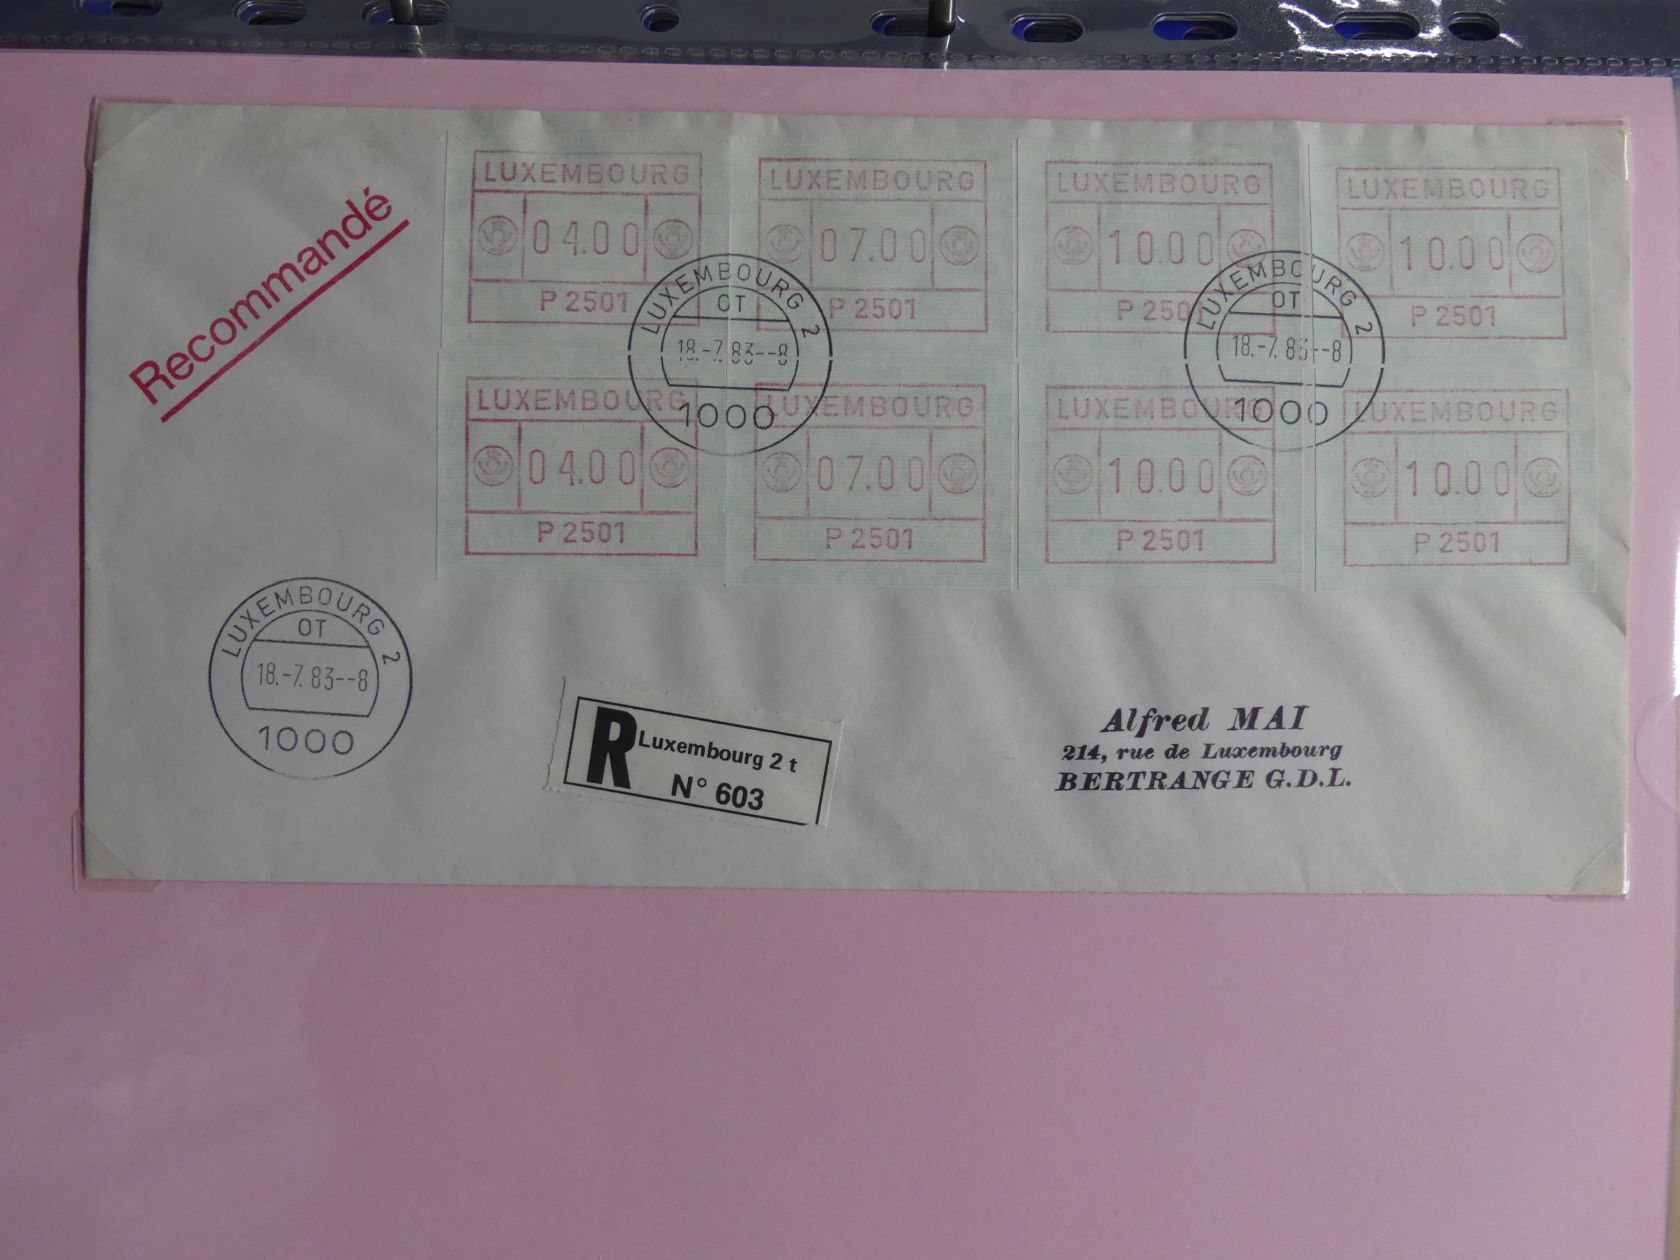 Recommandé
LUXEMBOURG
04.00
P 2501
LUXEMBOURG
07.00
P 2501
LUXEMBOURG
10.00
P 2501
LUXEMBOURG
10.00
P 2501
LUXEMBOURG 2
OT
18.-7.83--8
1000
LUXEMBOURG 2
OT
18.-7.83--8
1000
LUXEMBOURG
04.00
P 2501
LUXEMBOURG
07.00
P 2501
LUXEMBOURG
10.00
P 2501
LUXEMBOURG
10.00
P 2501
LUXEMBOURG 2
OT
18.-7.83--8
1000
R Luxembourg 2 t
N° 603
Alfred MAI
214, rue de Luxembourg
BERTRANGE G.D.L.